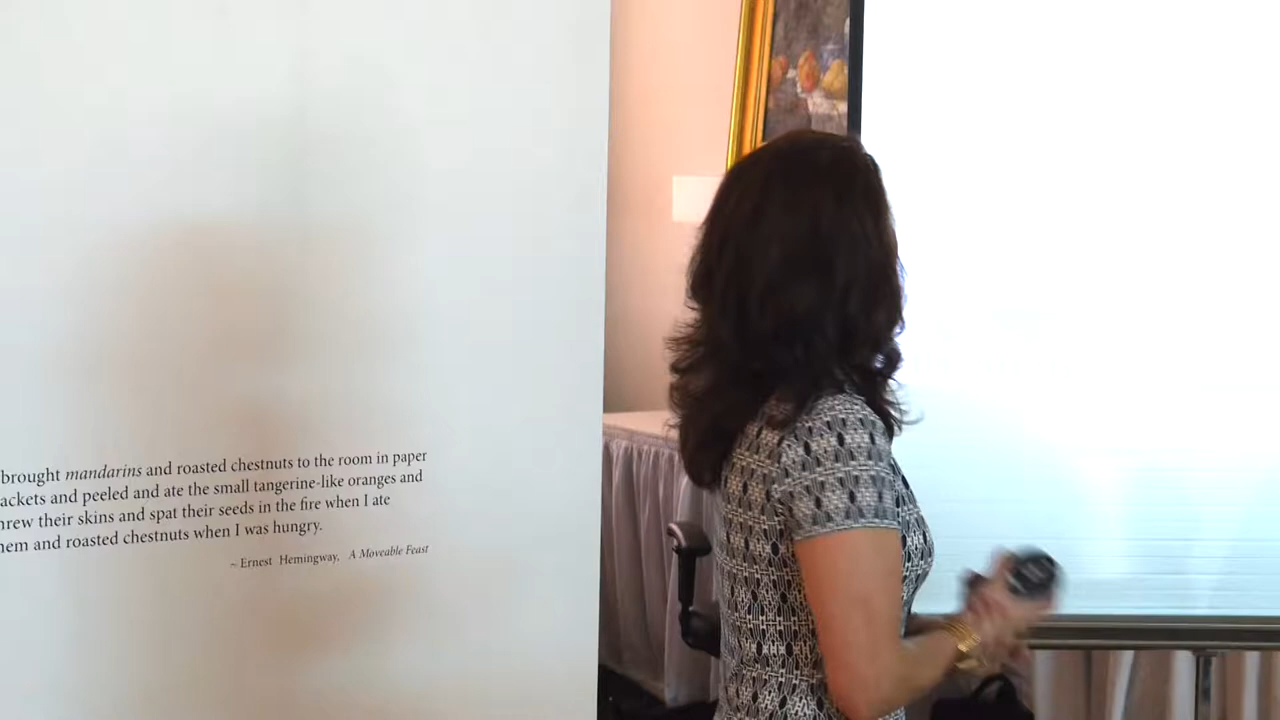 brought mandarins and roasted chestnuts to the room in paper
ackets and peeled and ate the small tangerine-like oranges and
hrew their skins and spat their seeds in the fire when I ate
hem and roasted chestnuts when I was hungry.
~ Ernest Hemingway, A Moveable Feast